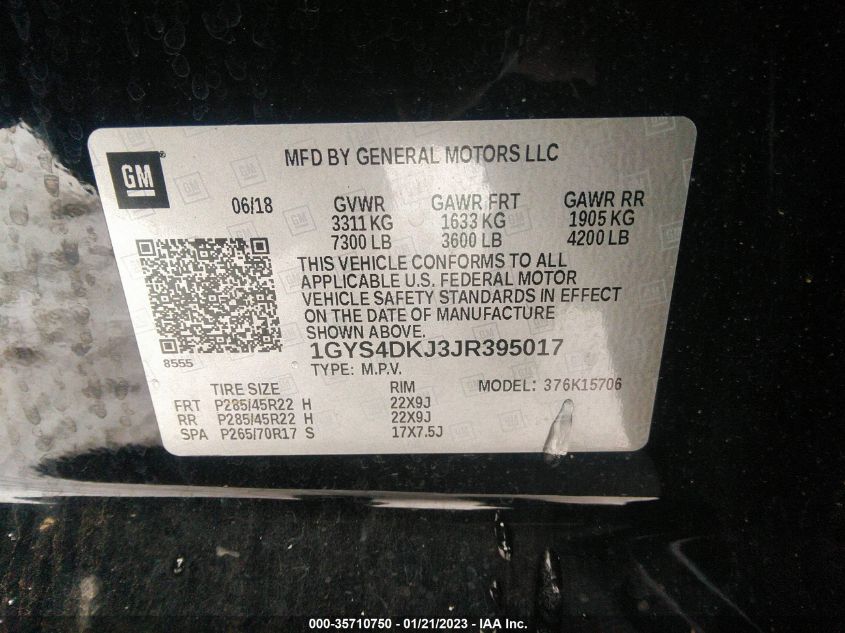 GM ®
MFD BY GENERAL MOTORS LLC
06/18 GVWR GAWR FRT GAWR RR
3311 KG 1633 KG 1905 KG
7300 LB 3600 LB 4200 LB
THIS VEHICLE CONFORMS TO ALL
APPLICABLE U.S. FEDERAL MOTOR
VEHICLE SAFETY STANDARDS IN EFFECT
ON THE DATE OF MANUFACTURE
SHOWN ABOVE.
8555
1GYS4DKJ3JR395017
TYPE: M.P.V.
TIRE SIZE RIM MODEL: 376K15706
FRT P285/45R22 H 22X9J
RR P285/45R22 H 22X9J
SPA P265/70R17 S 17X7.5J
000-35710750 — 01/21/2023 — IAA Inc.